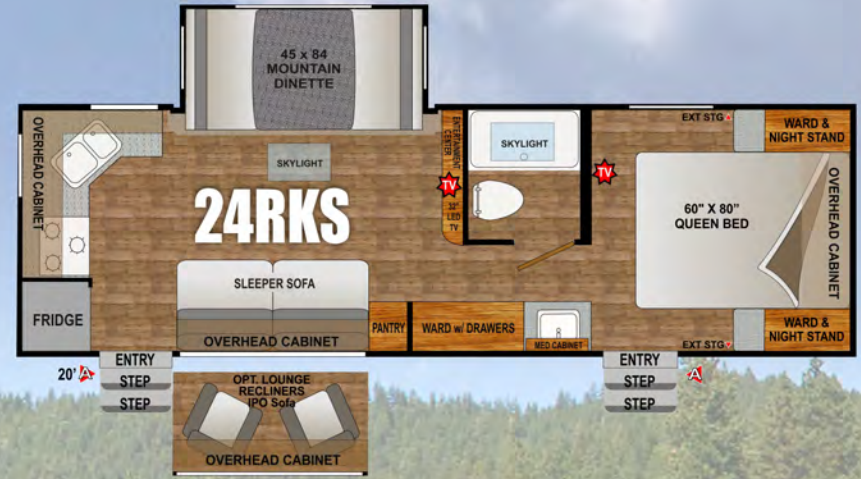 45 x 84
MOUNTAIN
DINETTE
OVERHEAD CABINET
SKYLIGHT
ENTERTAINMENT
CENTER
TV
32"
LED
TV
SKYLIGHT
TV
EXT STG
WARD &
NIGHT STAND
24RKS
60" X 80"
QUEEN BED
OVERHEAD CABINET
SLEEPER SOFA
OVERHEAD CABINET
FRIDGE
PANTRY
WARD w/ DRAWERS
MED CABINET
EXT STG
WARD &
NIGHT STAND
20' A
ENTRY
STEP
STEP
OPT. LOUNGE
RECLINERS
IPO Sofa
OVERHEAD CABINET
ENTRY
STEP
STEP
A